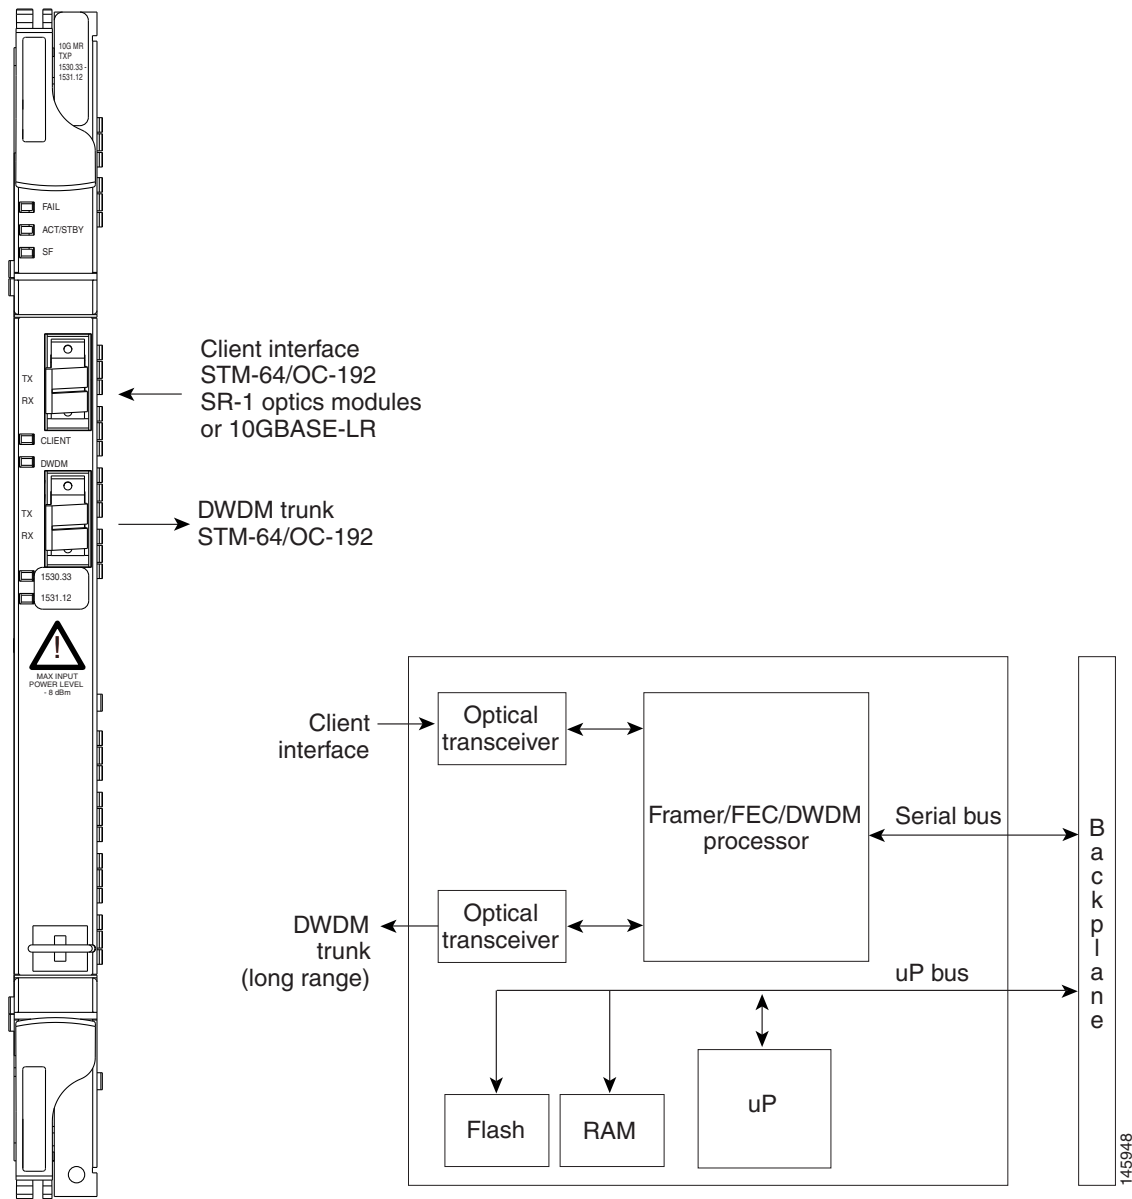 10G MR
TXP
1530.33 -
1531.12
FAIL
ACT/STBY
SF
TX
RX
CLIENT
DWDM
TX
RX
1530.33
1531.12
!
MAX INPUT
POWER LEVEL
- 8 dBm
Client interface
STM-64/OC-192
SR-1 optics modules
or 10GBASE-LR
DWDM trunk
STM-64/OC-192
Client
interface
Optical
transceiver
Framer/FEC/DWDM
processor
Serial bus
DWDM
trunk
(long range)
Optical
transceiver
uP bus
Flash
RAM
uP
Backplane
145948